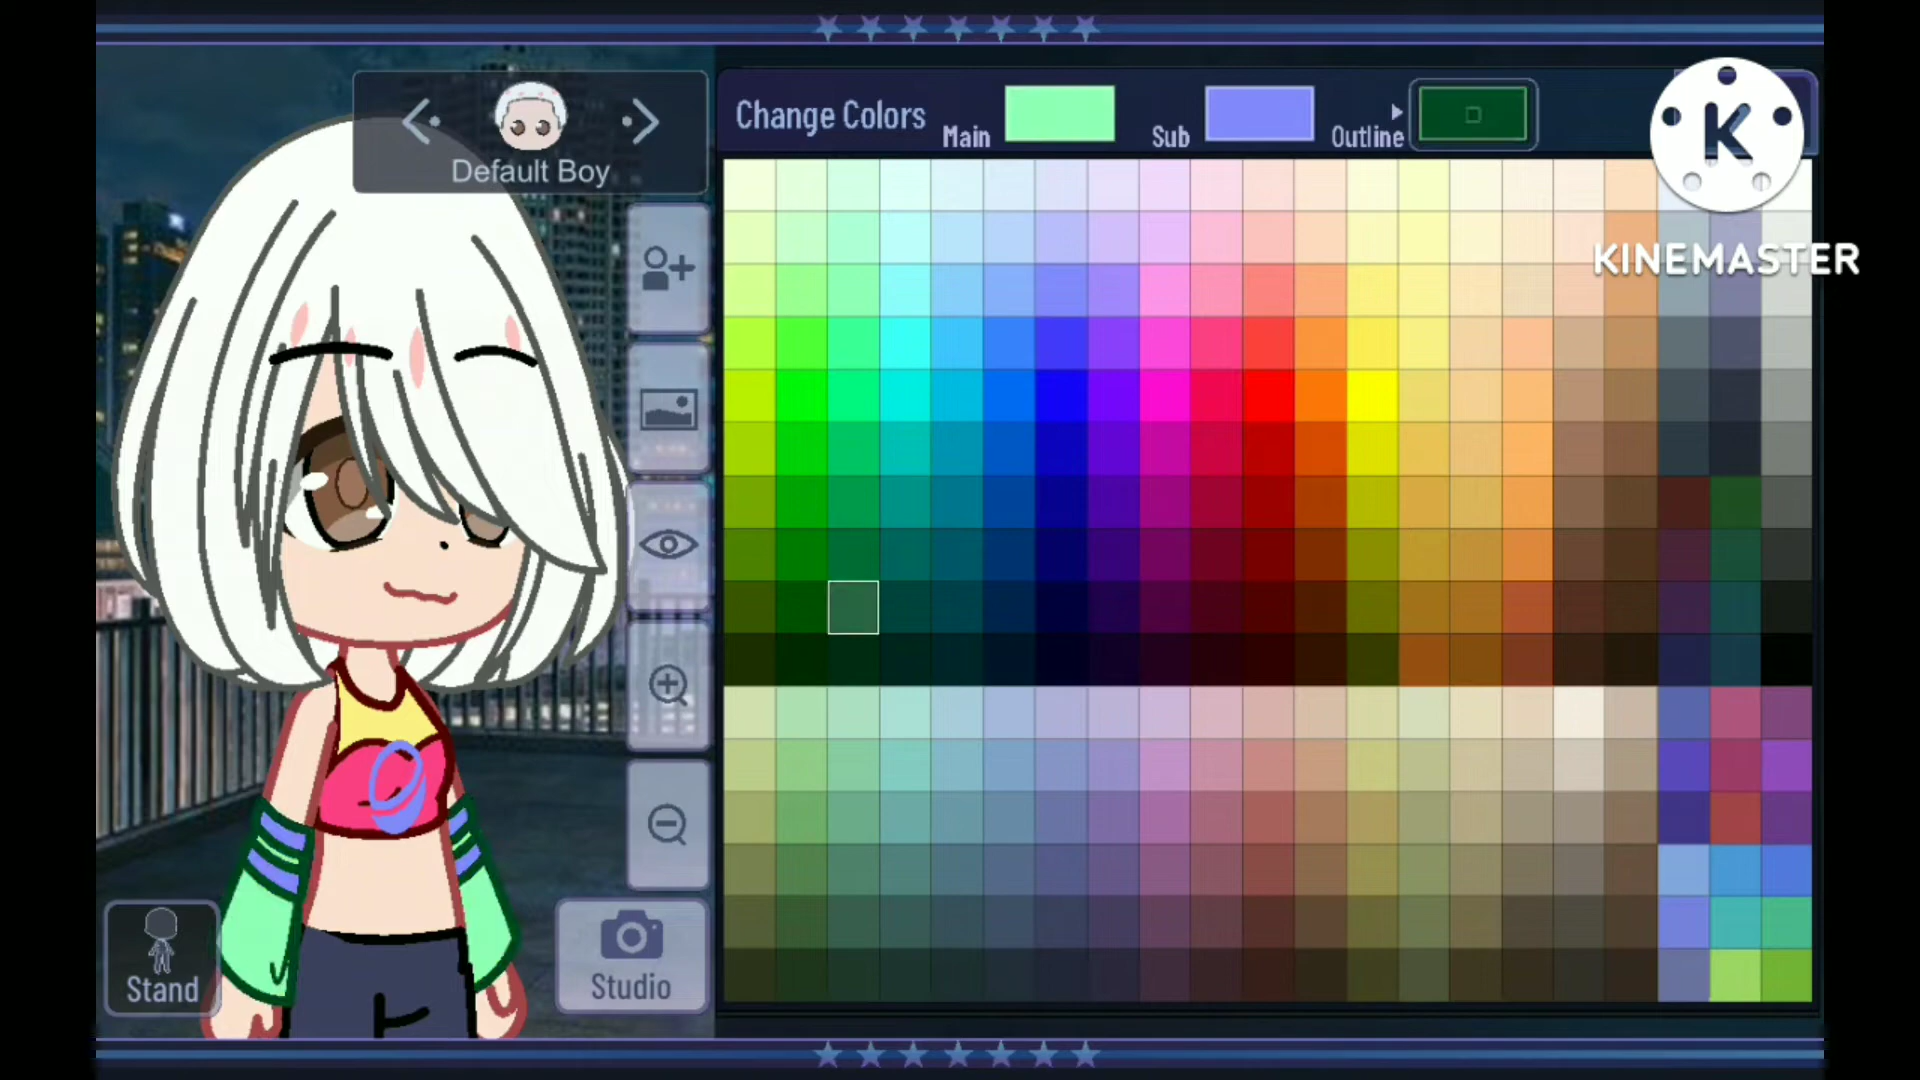 Default Boy
Change Colors
Main
Sub
Outline
K
KINEMASTER
Stand
Studio